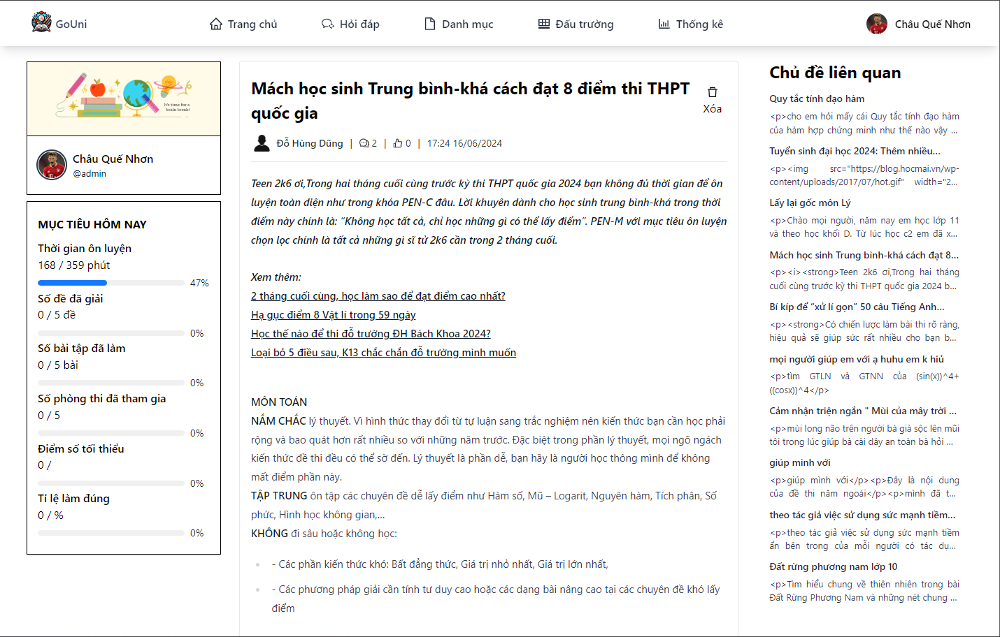 GoUni
Trang chủ
Hỏi đáp
Danh mục
Đấu trường
Thống kê
Châu Quế Nhơn
It's time for a
brain break!
Châu Quế Nhơn
@admin
MỤC TIÊU HÔM NAY
Thời gian ôn luyện
168 / 359 phút
47%
Số đề đã giải
0 / 5 đề
0%
Số bài tập đã làm
0 / 5 bài
0%
Số phòng thi đã tham gia
0 / 5
0%
Điểm số tối thiểu
0 /
0%
Tỉ lệ làm đúng
0 / %
0%
Mách học sinh Trung bình-khá cách đạt 8 điểm thi THPT
quốc gia
Xóa
Đỗ Hùng Dũng | 2 | 0 | 17:24 16/06/2024
Teen 2k6 ơi,Trong hai tháng cuối cùng trước kỳ thi THPT quốc gia 2024 bạn không đủ thời gian để ôn
luyện toàn diện như trong khóa PEN-C đâu. Lời khuyên dành cho học sinh trung bình-khá trong thời
điểm này chính là: “Không học tất cả, chỉ học những gì có thể lấy điểm”. PEN-M với mục tiêu ôn luyện
chọn lọc chính là tất cả những gì sĩ tử 2k6 cần trong 2 tháng cuối.
Xem thêm:
2 tháng cuối cùng, học làm sao để đạt điểm cao nhất?
Hạ gục điểm 8 Vật lí trong 59 ngày
Học thế nào để thi đỗ trường ĐH Bách Khoa 2024?
Loại bỏ 5 điều sau, K13 chắc chắn đỗ trường mình muốn
MÔN TOÁN
NẮM CHẮC lý thuyết. Vì hình thức thay đổi từ tự luận sang trắc nghiệm nên kiến thức bạn cần học phải
rộng và bao quát hơn rất nhiều so với những năm trước. Đặc biệt trong phần lý thuyết, mọi ngõ ngách
kiến thức đề thi đều có thể sờ đến. Lý thuyết là phần dễ, bạn hãy là người học thông minh để không
mất điểm phần này.
TẬP TRUNG ôn tập các chuyên đề dễ lấy điểm như Hàm số, Mũ – Logarit, Nguyên hàm, Tích phân, Số
phức, Hình học không gian,...
KHÔNG đi sâu hoặc không học:
- Các phần kiến thức khó: Bất đẳng thức, Giá trị nhỏ nhất, Giá trị lớn nhất,
- Các phương pháp giải cần tính tư duy cao hoặc các dạng bài nâng cao tại các chuyên đề khó lấy
điểm
Chủ đề liên quan
Quy tắc tính đạo hàm
<p>cho em hỏi mấy cái Quy tắc tính đạo hàm
của hàm hợp chứng minh như thế nào vậy ...
Tuyển sinh đại học 2024: Thêm nhiều...
<p><img src="https://blog.hocmai.vn/wp-
content/uploads/2017/07/hot.gif" width="2...
Lấy lại gốc môn Lý
<p>Chào mọi người, năm nay em học lớp 11
và theo học khối D. Từ lúc học c2 em đã x...
Mách học sinh Trung bình-khá cách đạt 8...
<p><i><strong>Teen 2k6 ơi,Trong hai tháng
cuối cùng trước kỳ thi THPT quốc gia 2024 b...
Bí kíp để “xử lí gọn” 50 câu Tiếng Anh...
<p><strong>Có chiến lược làm bài thi rõ ràng,
hiệu quả sẽ giúp sức rất nhiều cho bạn b...
mọi người giúp em với ạ huhu em k hiủ
<p>tìm GTLN và GTNN của (sin(x))^4+
((cosx))^4</p>
Cảm nhận triện ngắn " Mùi của mây trời ...
<p>mùi long não trên người bà già sộc lên mũi
tôi trong lúc giúp bà cài dây an toàn bà hỏi ...
giúp mình với
<p>giúp mình với</p><p>Đây là nội dung
của đề thi năm ngoái</p><p>mình đã t...
theo tác giả việc sử dụng sức mạnh tiềm...
<p>theo tác giả việc sử dụng sức mạnh tiềm
ẩn bên trong của mỗi người có tác dụ...
Đất rừng phương nam lớp 10
<p>Tìm hiểu chung về thiên nhiên trong bài
Đất Rừng Phương Nam và những nét chung ...